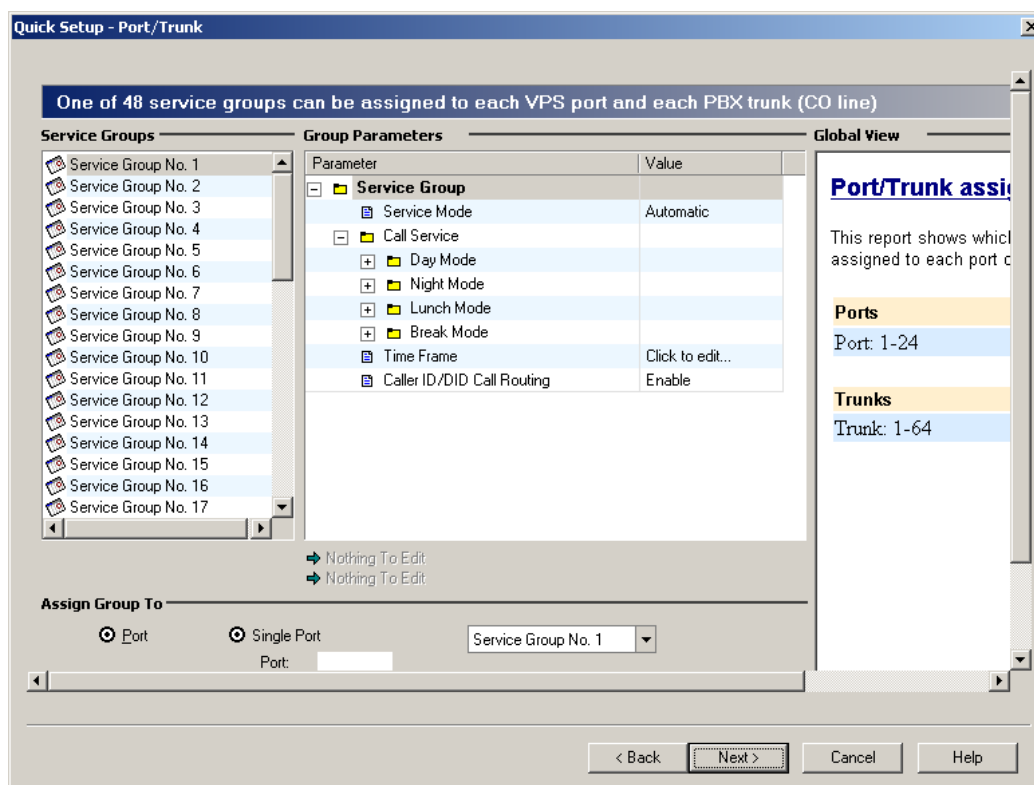 Quick Setup - Port/Trunk
One of 48 service groups can be assigned to each VPS port and each PBX trunk (CO line)
Service Groups
Service Group No. 1
Service Group No. 2
Service Group No. 3
Service Group No. 4
Service Group No. 5
Service Group No. 6
Service Group No. 7
Service Group No. 8
Service Group No. 9
Service Group No. 10
Service Group No. 11
Service Group No. 12
Service Group No. 13
Service Group No. 14
Service Group No. 15
Service Group No. 16
Service Group No. 17
Group Parameters
Parameter Value
Service Group
Service Mode Automatic
Call Service
Day Mode
Night Mode
Lunch Mode
Break Mode
Time Frame Click to edit...
Caller ID/DID Call Routing Enable
Nothing To Edit
Nothing To Edit
Global View
Port/Trunk assig
This report shows which
assigned to each port o
Ports
Port: 1-24
Trunks
Trunk: 1-64
Assign Group To
Port Single Port Service Group No. 1
Port:
< Back Next > Cancel Help